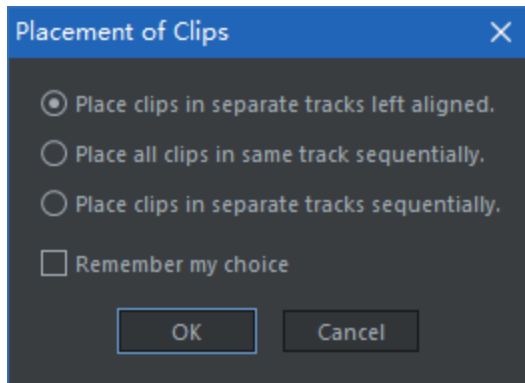 Placement of Clips
Place clips in separate tracks left aligned.
Place all clips in same track sequentially.
Place clips in separate tracks sequentially.
Remember my choice
OK
Cancel